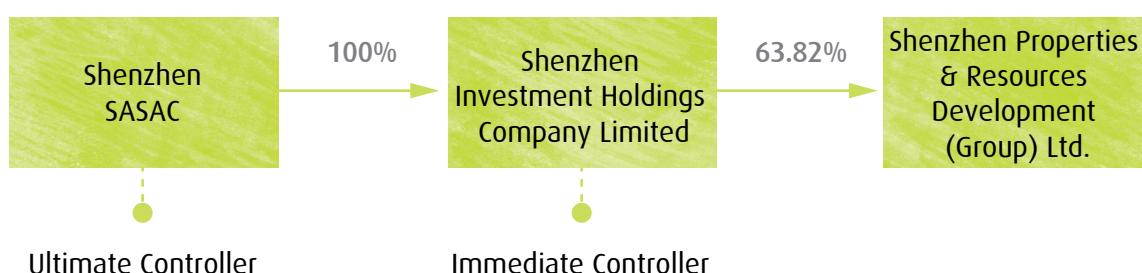 Shenzhen
SASAC
100%
Shenzhen
Investment Holdings
Company Limited
63.82%
Shenzhen Properties
& Resources
Development
(Group) Ltd.
Ultimate Controller
Immediate Controller